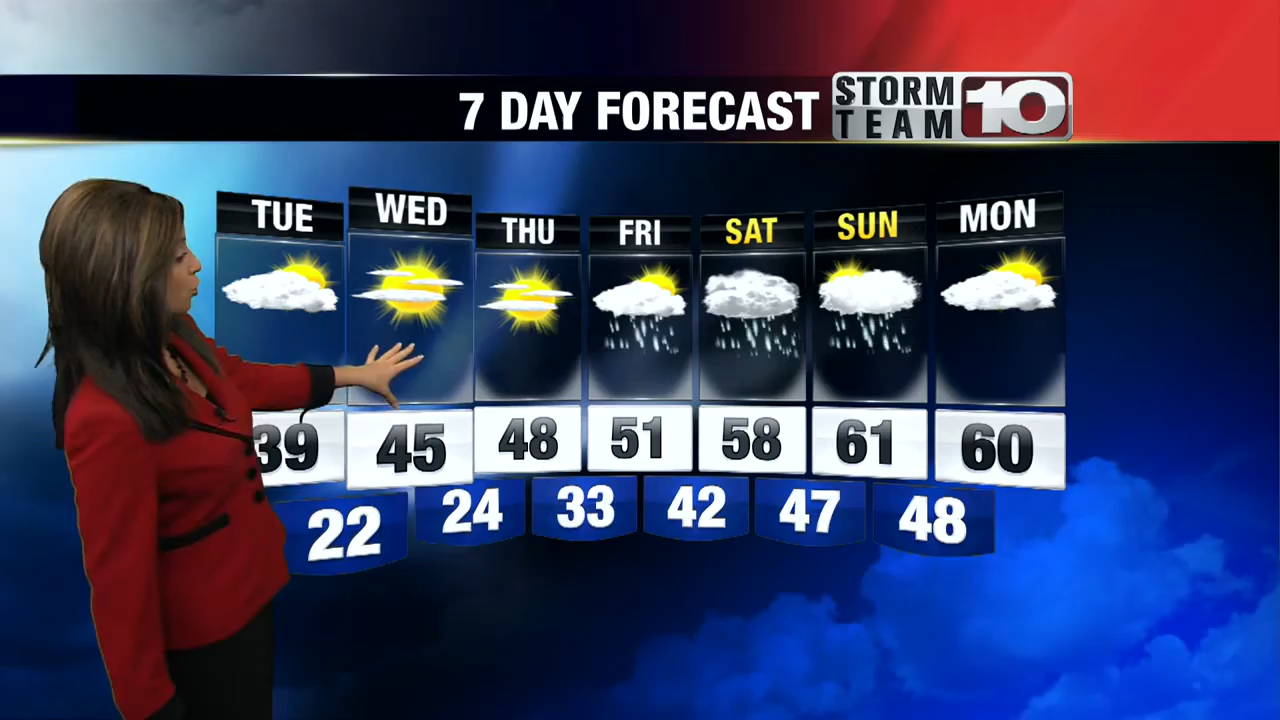 7 DAY FORECAST
STORM TEAM 10
TUE WED THU FRI SAT SUN MON
39 45 48 51 58 61 60
22 24 33 42 47 48